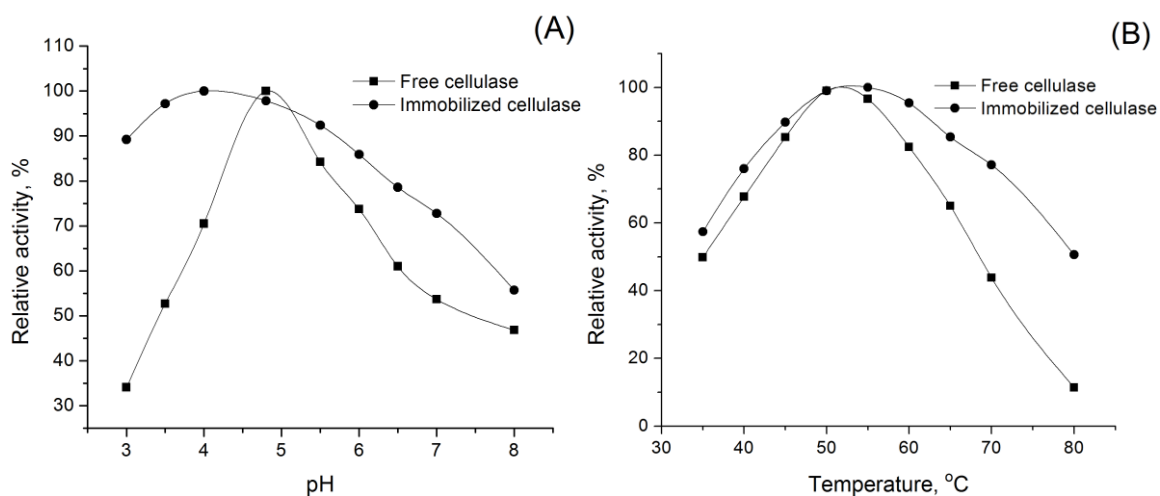 (A)
Free cellulase
Immobilized cellulase
Relative activity, %
110
100
90
80
70
60
50
40
30
3 4 5 6 7 8
pH
(B)
Free cellulase
Immobilized cellulase
Relative activity, %
100
80
60
40
20
0
30 40 50 60 70 80
Temperature, °C